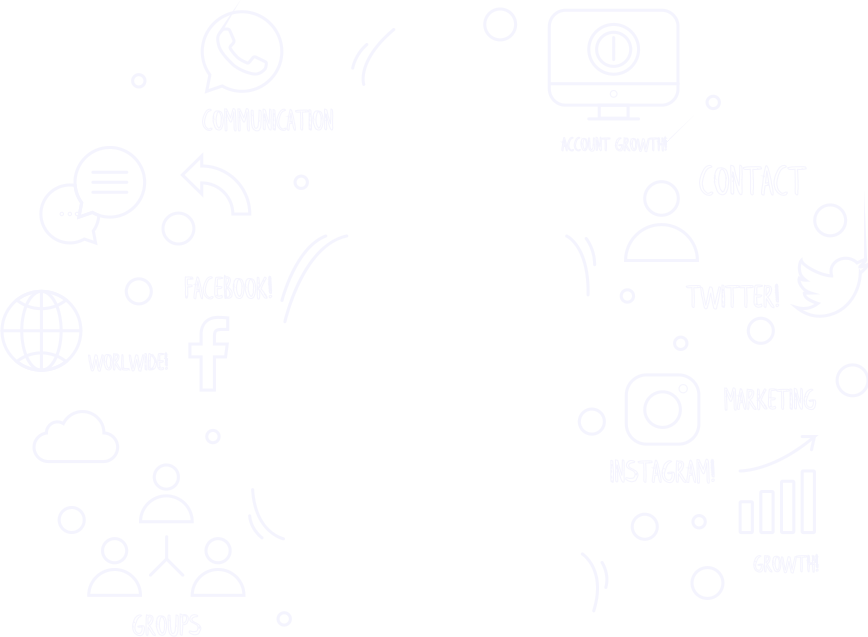 COMMUNICATION
ACCOUNT GROWTH!
CONTACT
FACEBOOK!
TWITTER!
WORLWIDE!
MARKETING
INSTAGRAM!
GROWTH!
GROUPS